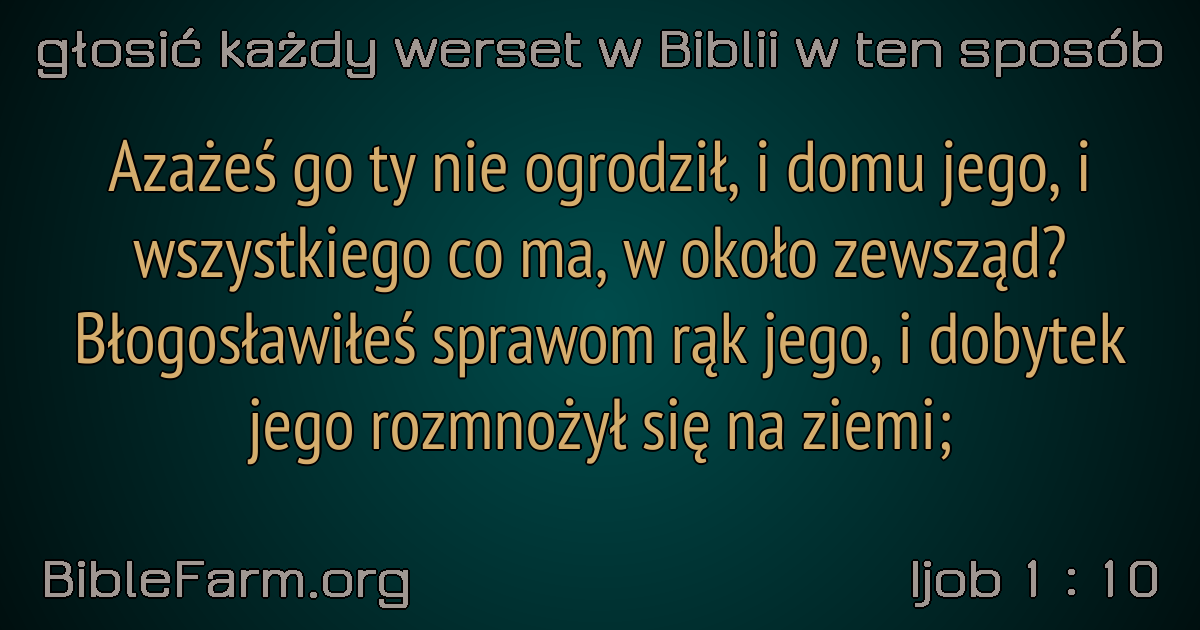 głosić każdy werset w Biblii w ten sposób
Azażeś go ty nie ogrodził, i domu jego, i
wszystkiego co ma, w około zewsząd?
Błogosławiłeś sprawom rąk jego, i dobytek
jego rozmnożył się na ziemi;
BibleFarm.org
Ijob 1 : 10